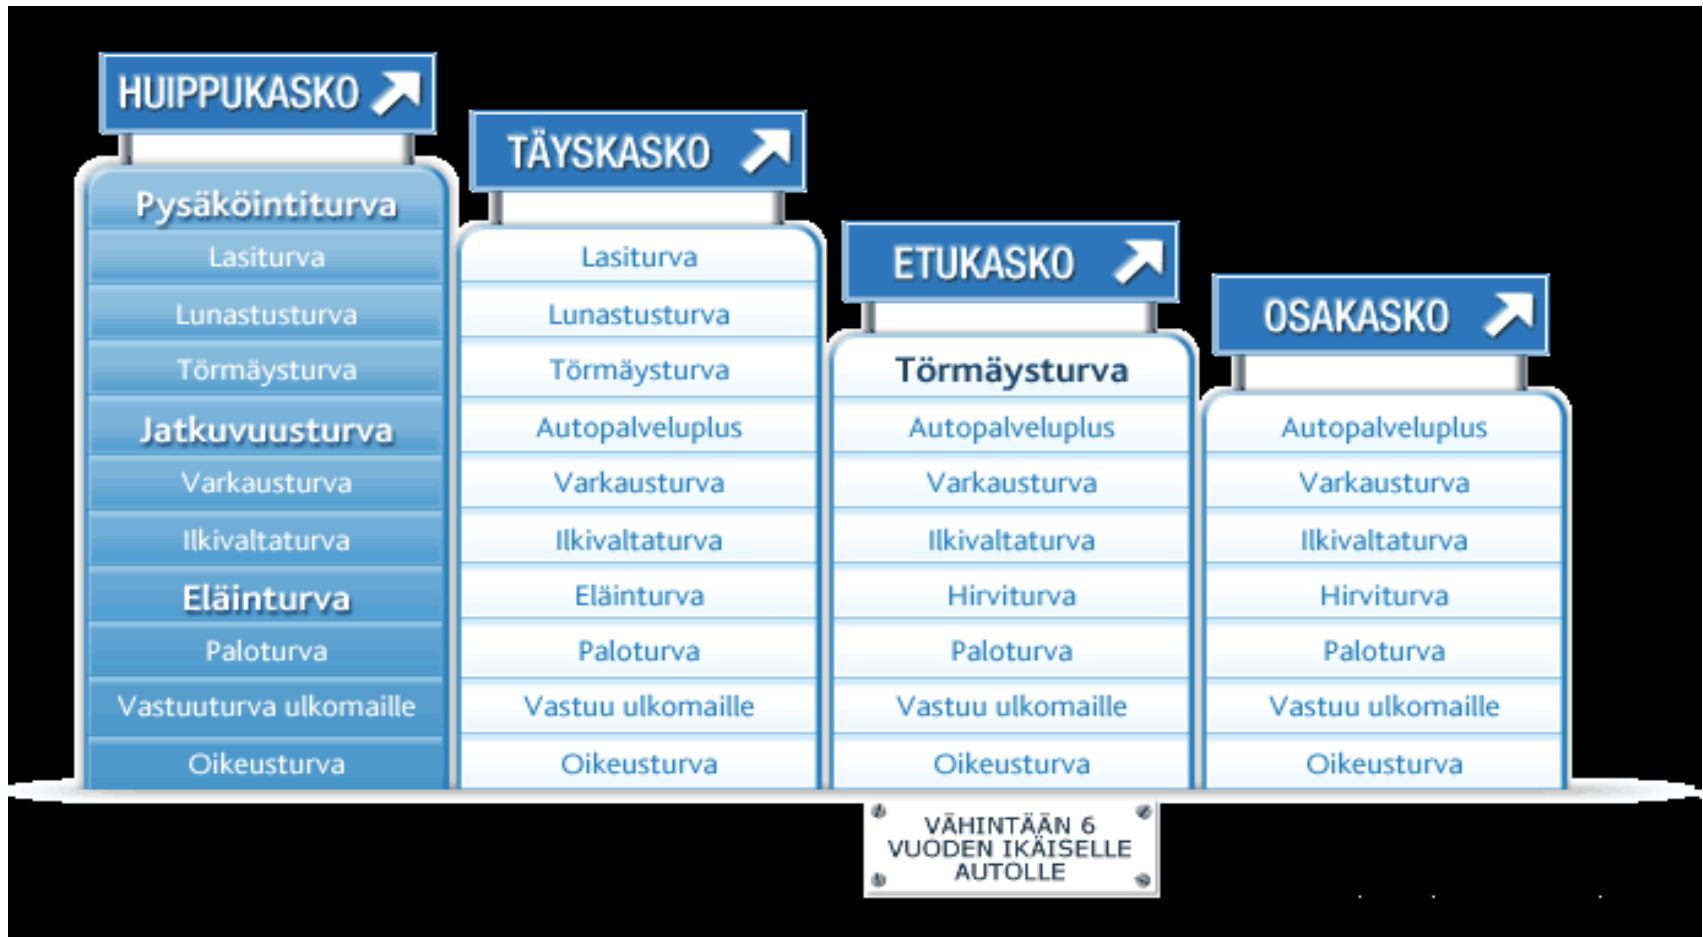 HUIPPUKASKO
Pysäköintiturva
Lasiturva
Lunastusturva
Törmäysturva
Jatkuvuusturva
Varkausturva
Ilkivaltaturva
Eläinturva
Paloturva
Vastuuturva ulkomaille
Oikeusturva
TÄYSKASKO
Lasiturva
Lunastusturva
Törmäysturva
Autopalveluplus
Varkausturva
Ilkivaltaturva
Eläinturva
Paloturva
Vastuu ulkomaille
Oikeusturva
ETUKASKO
Törmäysturva
Autopalveluplus
Varkausturva
Ilkivaltaturva
Hirviturva
Paloturva
Vastuu ulkomaille
Oikeusturva
VÄHINTÄÄN 6
VUODEN IKÄISELLE
AUTOLLE
OSAKASKO
Autopalveluplus
Varkausturva
Ilkivaltaturva
Hirviturva
Paloturva
Vastuu ulkomaille
Oikeusturva